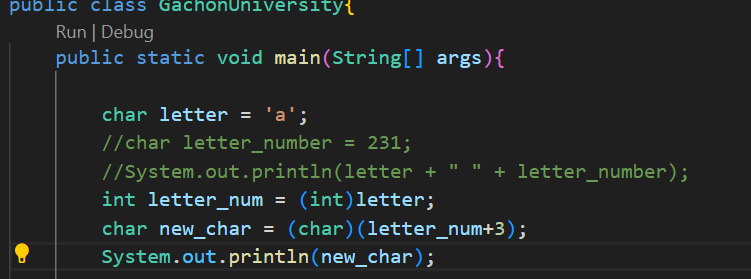 public class GachonUniversity{
Run | Debug
public static void main(String[] args){
char letter = 'a';
//char letter_number = 231;
//System.out.println(letter + " " + letter_number);
int letter_num = (int)letter;
char new_char = (char)(letter_num+3);
System.out.println(new_char);